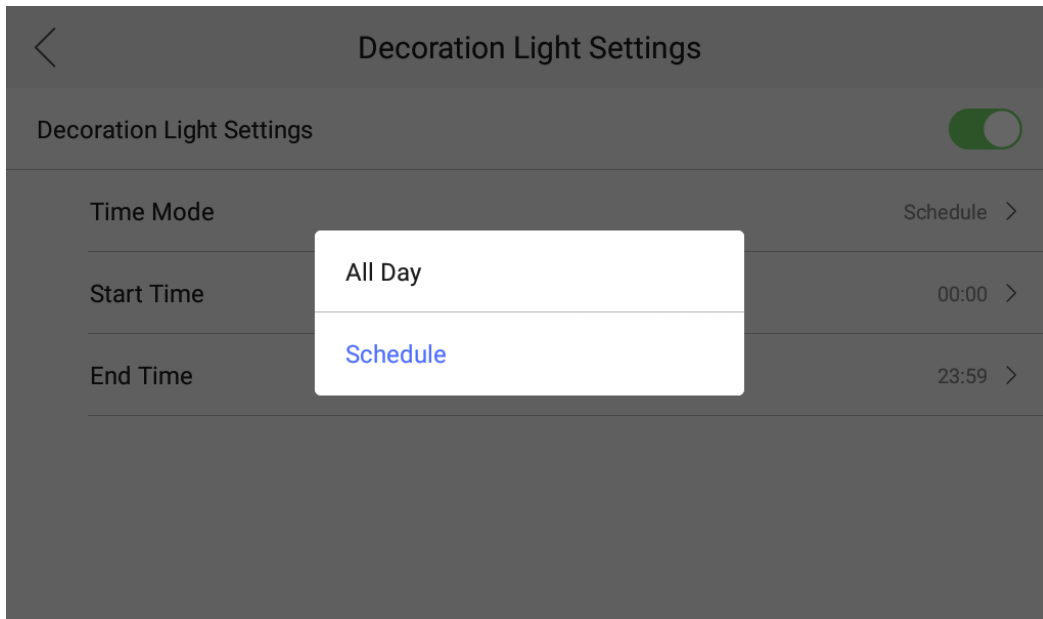 Decoration Light Settings
Decoration Light Settings
Time Mode
Schedule
All Day
Start Time
00:00
Schedule
End Time
23:59